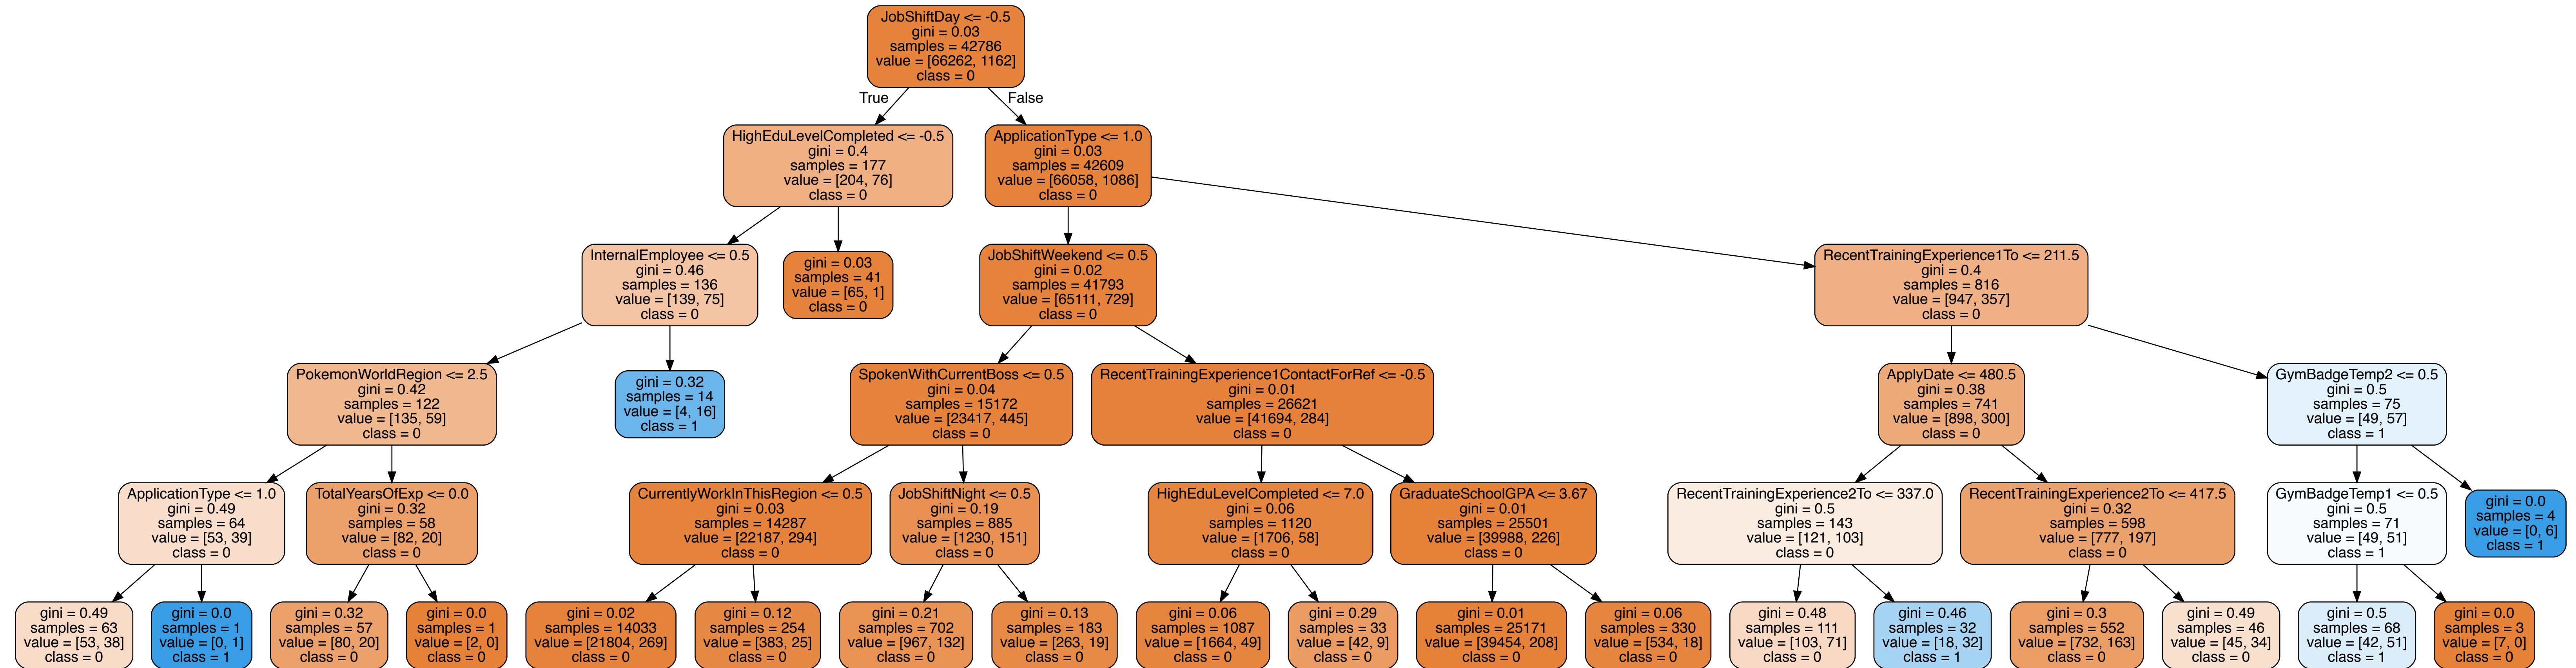 JobShiftDay <= -0.5
gini = 0.03
samples = 42786
value = [66262, 1162]
class = 0
True
False
HighEduLevelCompleted <= -0.5
gini = 0.4
samples = 177
value = [204, 76]
class = 0
ApplicationType <= 1.0
gini = 0.03
samples = 42609
value = [66058, 1086]
class = 0
InternalEmployee <= 0.5
gini = 0.46
samples = 136
value = [139, 75]
class = 0
gini = 0.03
samples = 41
value = [65, 1]
class = 0
JobShiftWeekend <= 0.5
gini = 0.02
samples = 41793
value = [65111, 729]
class = 0
RecentTrainingExperience1To <= 211.5
gini = 0.4
samples = 816
value = [947, 357]
class = 0
PokemonWorldRegion <= 2.5
gini = 0.42
samples = 122
value = [135, 59]
class = 0
gini = 0.32
samples = 14
value = [4, 16]
class = 1
SpokenWithCurrentBoss <= 0.5
gini = 0.04
samples = 15172
value = [23417, 445]
class = 0
RecentTrainingExperience1ContactForRef <= -0.5
gini = 0.01
samples = 26621
value = [41694, 284]
class = 0
ApplyDate <= 480.5
gini = 0.38
samples = 741
value = [898, 300]
class = 0
GymBadgeTemp2 <= 0.5
gini = 0.5
samples = 75
value = [49, 57]
class = 1
ApplicationType <= 1.0
gini = 0.49
samples = 64
value = [53, 39]
class = 0
TotalYearsOfExp <= 0.0
gini = 0.32
samples = 58
value = [82, 20]
class = 0
CurrentlyWorkInThisRegion <= 0.5
gini = 0.03
samples = 14287
value = [22187, 294]
class = 0
JobShiftNight <= 0.5
gini = 0.19
samples = 885
value = [1230, 151]
class = 0
HighEduLevelCompleted <= 7.0
gini = 0.06
samples = 1120
value = [1706, 58]
class = 0
GraduateSchoolGPA <= 3.67
gini = 0.01
samples = 25501
value = [39988, 226]
class = 0
RecentTrainingExperience2To <= 337.0
gini = 0.5
samples = 143
value = [121, 103]
class = 0
RecentTrainingExperience2To <= 417.5
gini = 0.32
samples = 598
value = [777, 197]
class = 0
GymBadgeTemp1 <= 0.5
gini = 0.5
samples = 71
value = [49, 51]
class = 1
gini = 0.0
samples = 4
value = [0, 6]
class = 1
gini = 0.49
samples = 63
value = [53, 38]
class = 0
gini = 0.0
samples = 1
value = [0, 1]
class = 1
gini = 0.32
samples = 57
value = [80, 20]
class = 0
gini = 0.0
samples = 1
value = [2, 0]
class = 0
gini = 0.02
samples = 14033
value = [21804, 269]
class = 0
gini = 0.12
samples = 254
value = [383, 25]
class = 0
gini = 0.21
samples = 702
value = [967, 132]
class = 0
gini = 0.13
samples = 183
value = [263, 19]
class = 0
gini = 0.06
samples = 1087
value = [1664, 49]
class = 0
gini = 0.29
samples = 33
value = [42, 9]
class = 0
gini = 0.01
samples = 25171
value = [39454, 208]
class = 0
gini = 0.06
samples = 330
value = [534, 18]
class = 0
gini = 0.48
samples = 111
value = [103, 71]
class = 0
gini = 0.46
samples = 32
value = [18, 32]
class = 1
gini = 0.3
samples = 552
value = [732, 163]
class = 0
gini = 0.49
samples = 46
value = [45, 34]
class = 0
gini = 0.5
samples = 68
value = [42, 51]
class = 1
gini = 0.0
samples = 3
value = [7, 0]
class = 0